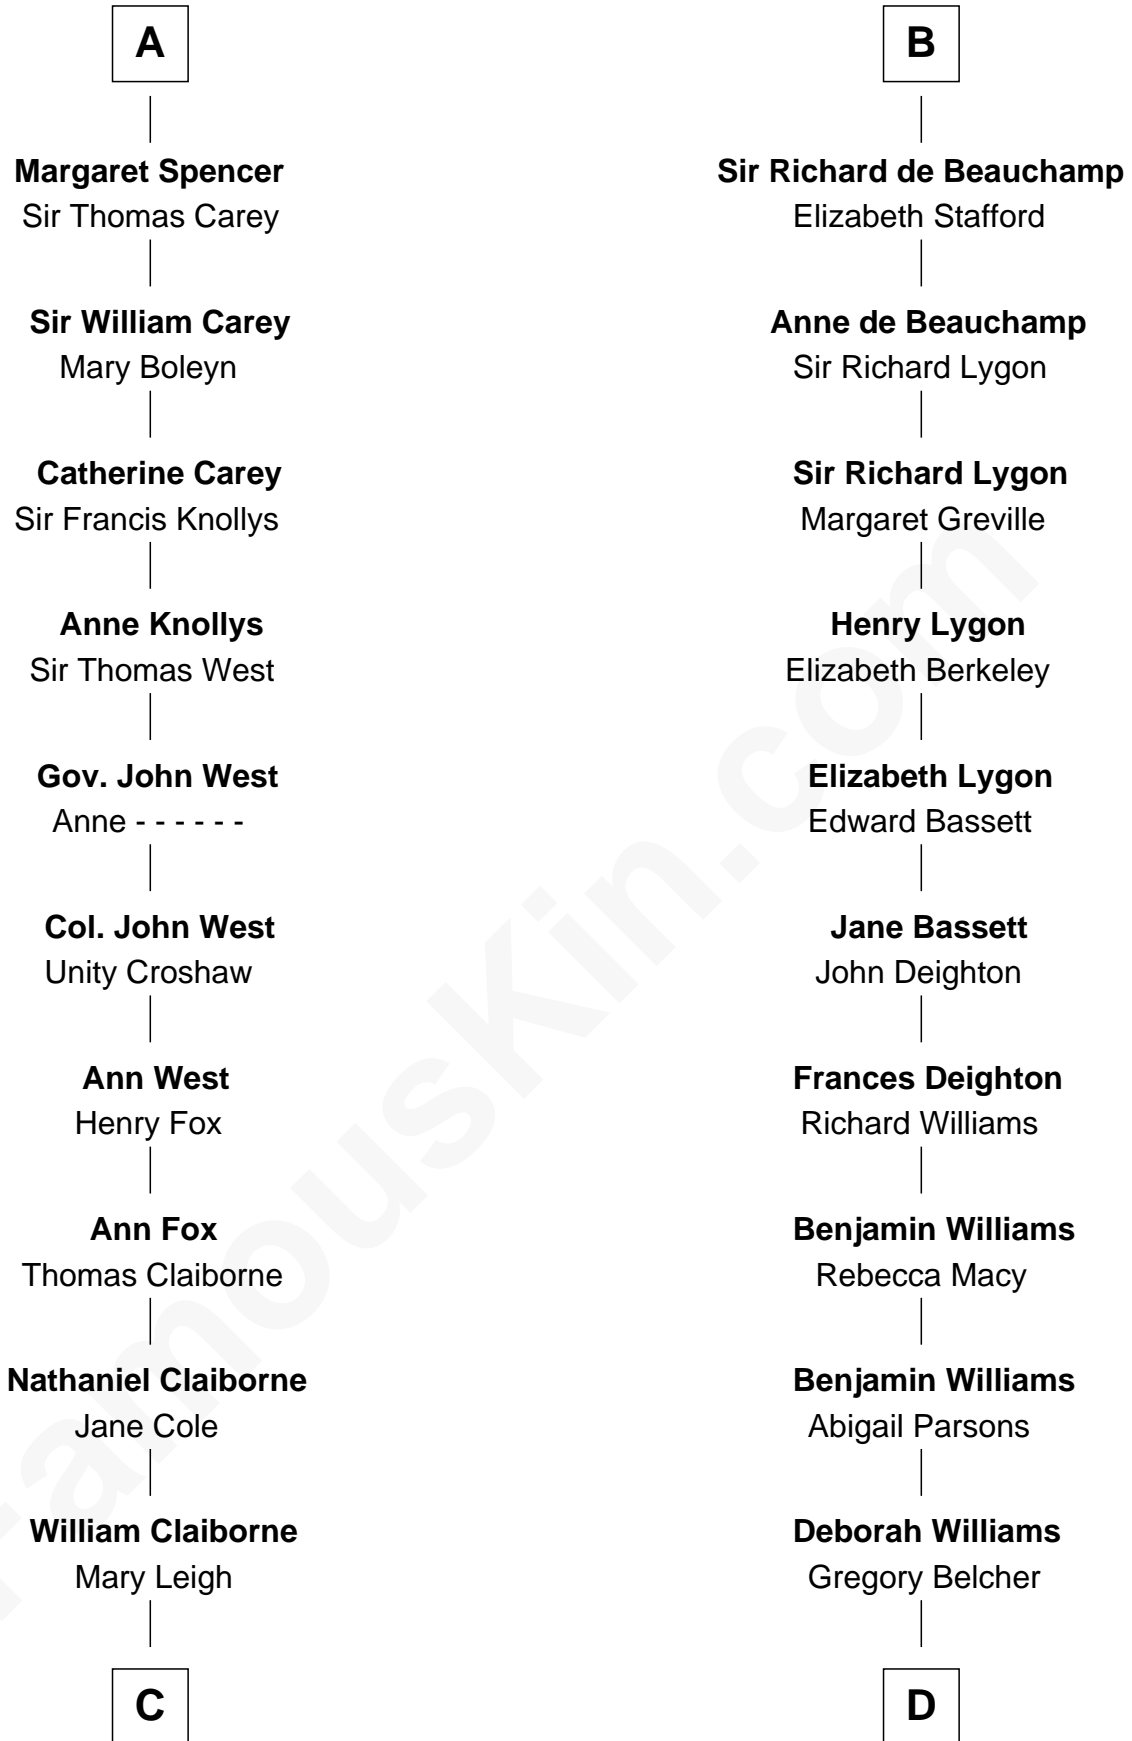 A
Margaret Spencer
Sir Thomas Carey
Sir William Carey
Mary Boleyn
Catherine Carey
Sir Francis Knollys
Anne Knollys
Sir Thomas West
Gov. John West
Anne - - - - - -
Col. John West
Unity Croshaw
Ann West
Henry Fox
Ann Fox
Thomas Claiborne
Nathaniel Claiborne
Jane Cole
William Claiborne
Mary Leigh
C
B
Sir Richard de Beauchamp
Elizabeth Stafford
Anne de Beauchamp
Sir Richard Lygon
Sir Richard Lygon
Margaret Greville
Henry Lygon
Elizabeth Berkeley
Elizabeth Lygon
Edward Bassett
Jane Bassett
John Deighton
Frances Deighton
Richard Williams
Benjamin Williams
Rebecca Macy
Benjamin Williams
Abigail Parsons
Deborah Williams
Gregory Belcher
D
FamousKin.com